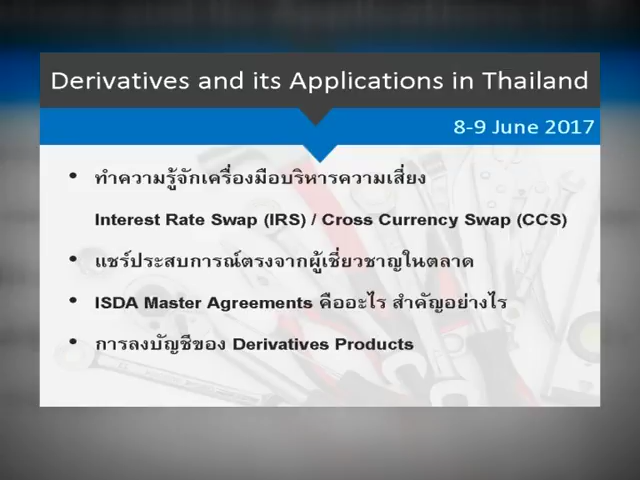 Derivatives and its Applications in Thailand
8-9 June 2017
• ทำความรู้จักเครื่องมือบริหารความเสี่ยง
Interest Rate Swap (IRS) / Cross Currency Swap (CCS)
• แชร์ประสบการณ์ตรงจากผู้เชี่ยวชาญในตลาด
• ISDA Master Agreements คืออะไร สำคัญอย่างไร
• การลงบัญชีของ Derivatives Products